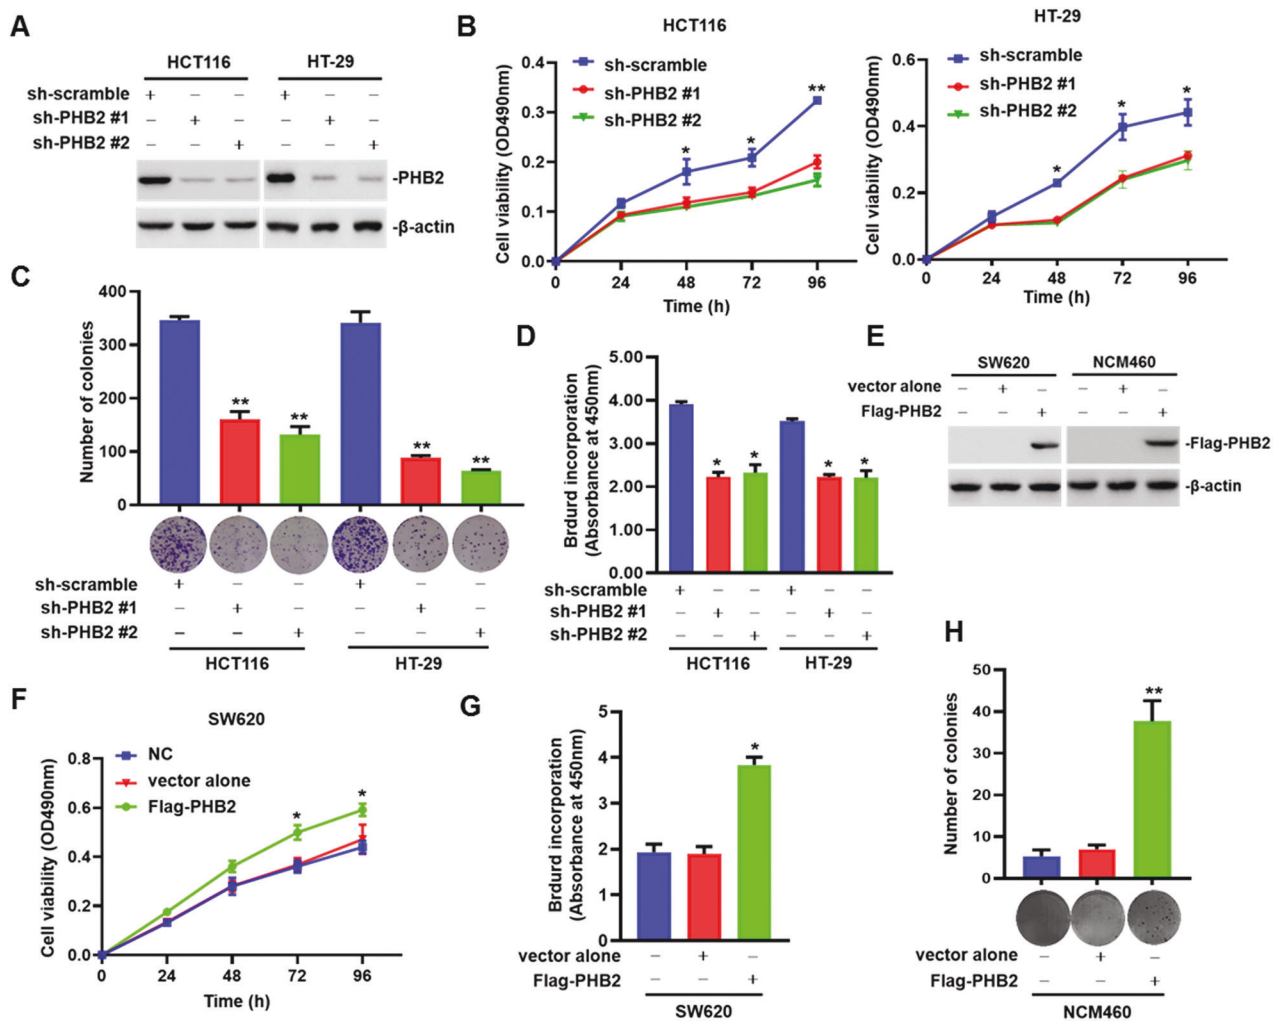 A
HCT116 HT-29
sh-scramble + – – + – –
sh-PHB2 #1 – + – – + –
sh-PHB2 #2 – – + – – +
-PHB2
-β-actin
B
HCT116
sh-scramble
sh-PHB2 #1
sh-PHB2 #2
Cell viability (OD490nm)
0.4
0.3
0.2
0.1
0.0
* * **
0 24 48 72 96
Time (h)
HT-29
sh-scramble
sh-PHB2 #1
sh-PHB2 #2
Cell viability (OD490nm)
0.6
0.4
0.2
0.0
* * *
0 24 48 72 96
Time (h)
C
Number of colonies
400
300
200
100
0
** ** ** **
sh-scramble + – – + – –
sh-PHB2 #1 – + – – + –
sh-PHB2 #2 – – + – – +
HCT116 HT-29
D
Brdurd incorporation
(Absorbance at 450nm)
5.00
4.00
3.00
2.00
1.00
0.00
* * * *
sh-scramble + – – + – –
sh-PHB2 #1 – + – – + –
sh-PHB2 #2 – – + – – +
HCT116 HT-29
E
SW620 NCM460
vector alone – + – – + –
Flag-PHB2 – – + – – +
-Flag-PHB2
-β-actin
F
SW620
NC
vector alone
Flag-PHB2
Cell viability (OD490nm)
0.8
0.6
0.4
0.2
0.0
* *
0 24 48 72 96
Time (h)
G
Brdurd incorporation
(Absorbance at 450nm)
5
4
3
2
1
0
*
vector alone – + –
Flag-PHB2 – – +
SW620
H
Number of colonies
50
40
30
20
10
0
**
vector alone – + –
Flag-PHB2 – – +
NCM460